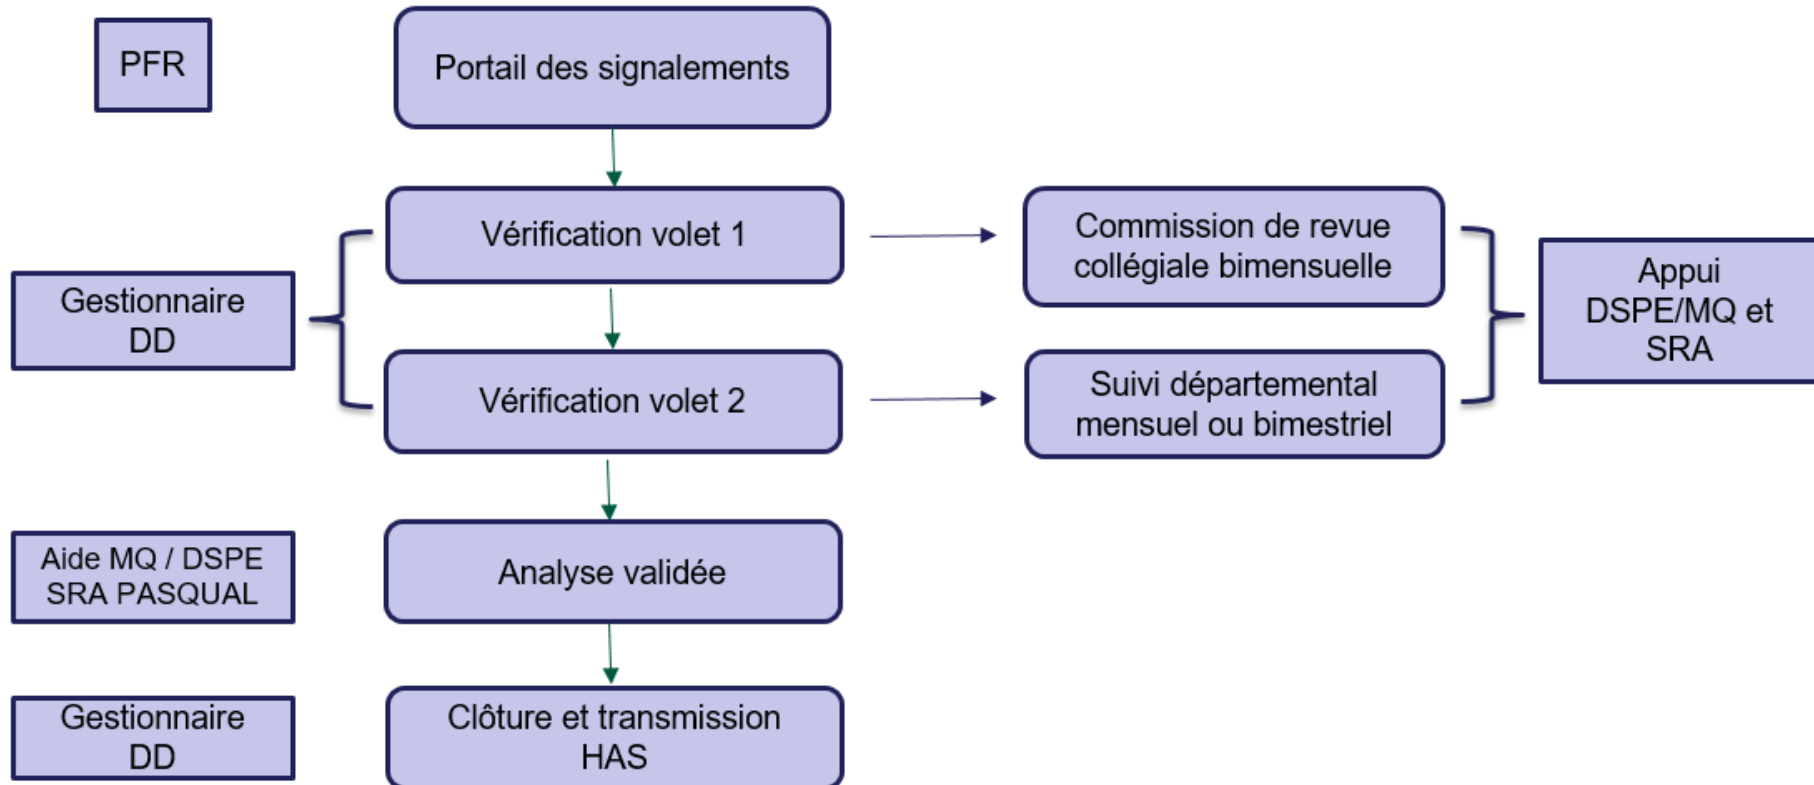 PFR
Portail des signalements
Vérification volet 1
Commission de revue
collégiale bimensuelle
Gestionnaire
DD
Appui
DSPE/MQ et
SRA
Vérification volet 2
Suivi départemental
mensuel ou bimestriel
Aide MQ / DSPE
SRA PASQUAL
Analyse validée
Gestionnaire
DD
Clôture et transmission
HAS